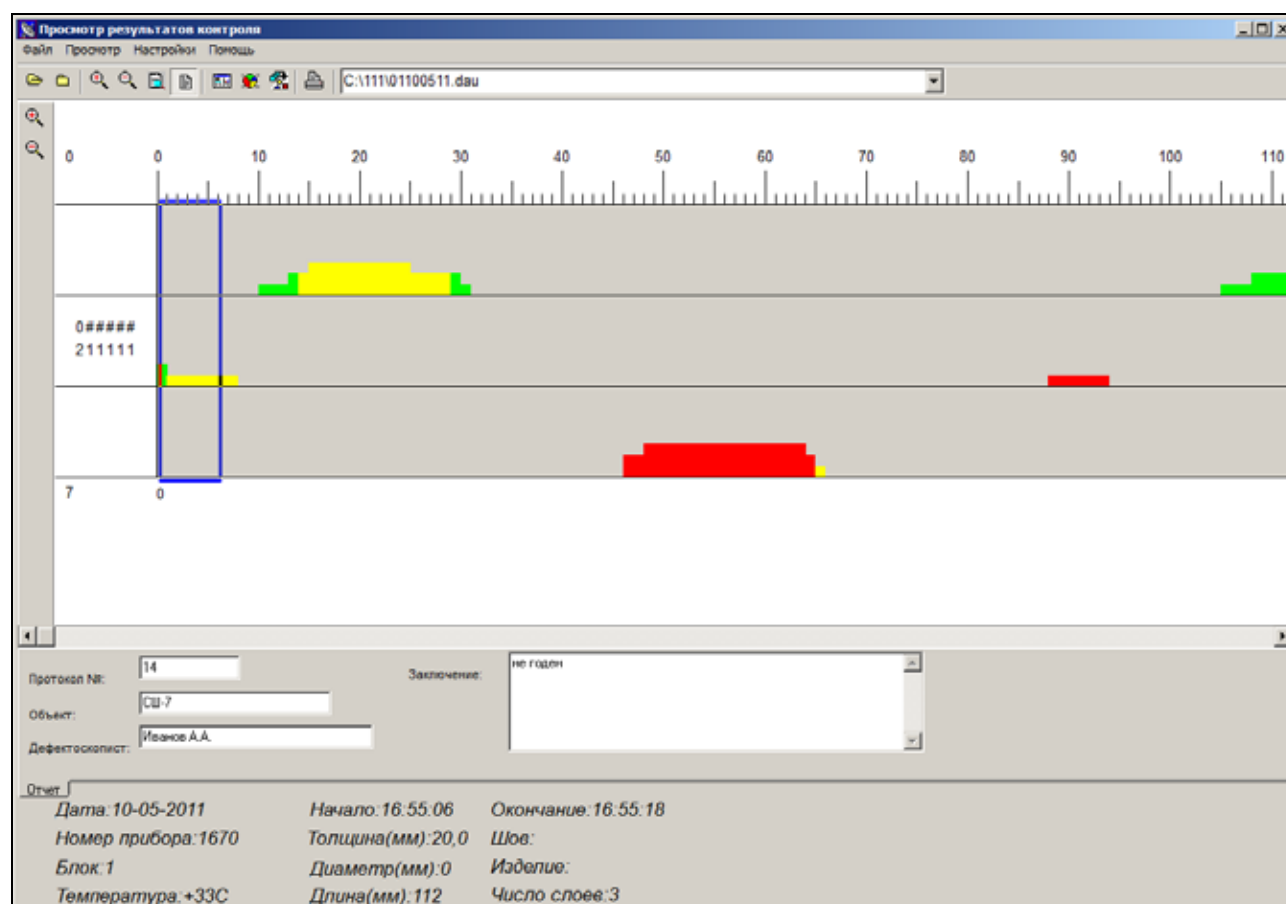 Просмотр результатов контроля
Файл Просмотр Настройки Помощь
C:\111\01100511.dau
0 0 10 20 30 40 50 60 70 80 90 100 110
0#####
211111
7 0
Протокол №: 14 Заключение: не годен
Объект: СШ-7
Дефектоскопист: Иванов А.А.
Отчет
Дата:10-05-2011 Начало:16:55:06 Окончание:16:55:18
Номер прибора:1670 Толщина(мм):20,0 Шов:
Блок:1 Диаметр(мм):0 Изделие:
Температура:+33С Длина(мм):112 Число слоев:3